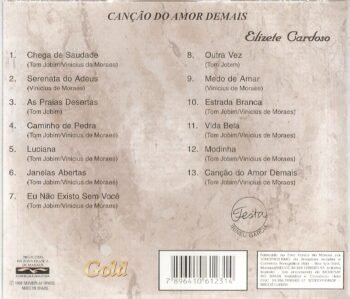 CANÇÃO DO AMOR DEMAIS
Elizete Cardoso
1. Chega de Saudade
(Tom Jobim/Vinicius de Moraes)
2. Serenata do Adeus
(Vinicius de Moraes)
3. As Praias Desertas
(Tom Jobim)
4. Caminho de Pedra
(Tom Jobim/Vinicius de Moraes)
5. Luciana
(Tom Jobim/Vinicius de Moraes)
6. Janelas Abertas
(Tom Jobim/Vinicius de Moraes)
7. Eu Não Existo Sem Você
(Tom Jobim/Vinicius de Moraes)
8. Outra Vez
(Tom Jobim)
9. Medo de Amar
(Vinicius de Moraes)
10. Estrada Branca
(Tom Jobim/Vinicius de Moraes)
11. Vida Bela
(Tom Jobim/Vinicius de Moraes)
12. Modinha
(Tom Jobim/Vinicius de Moraes)
13. Canção do Amor Demais
(Tom Jobim/Vinicius de Moraes)
Festa
Gold
7896410612314